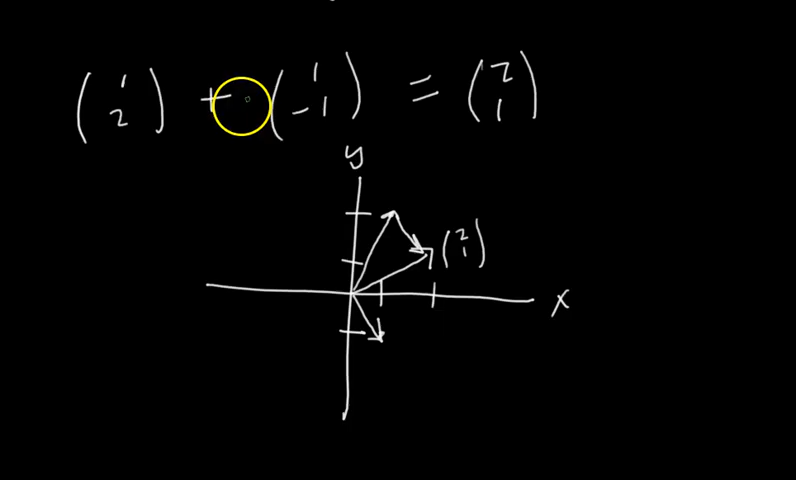 (1 2) + (1 -1) = (2 1)
y
(2 1)
x